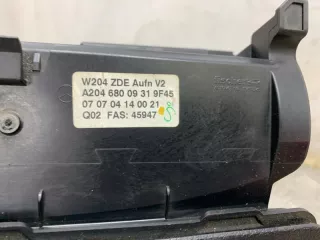 W204 ZDE Aufn V2
A204 680 09 31 9F45
07 07 04 14 00 21
Q02 FAS: 45947